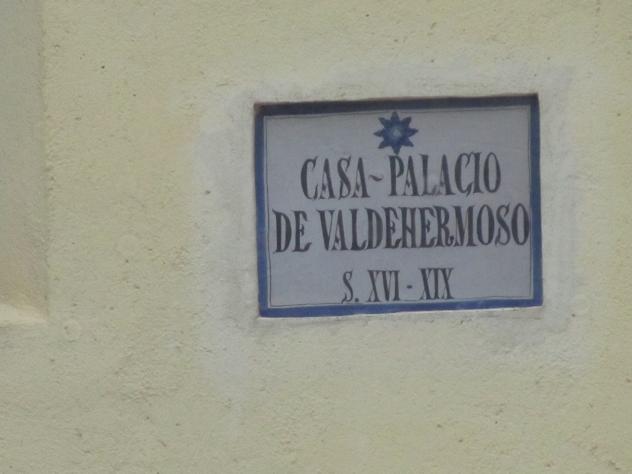 CASA~PALACIO
DE VALDEHERMOSO
S. XVI - XIX